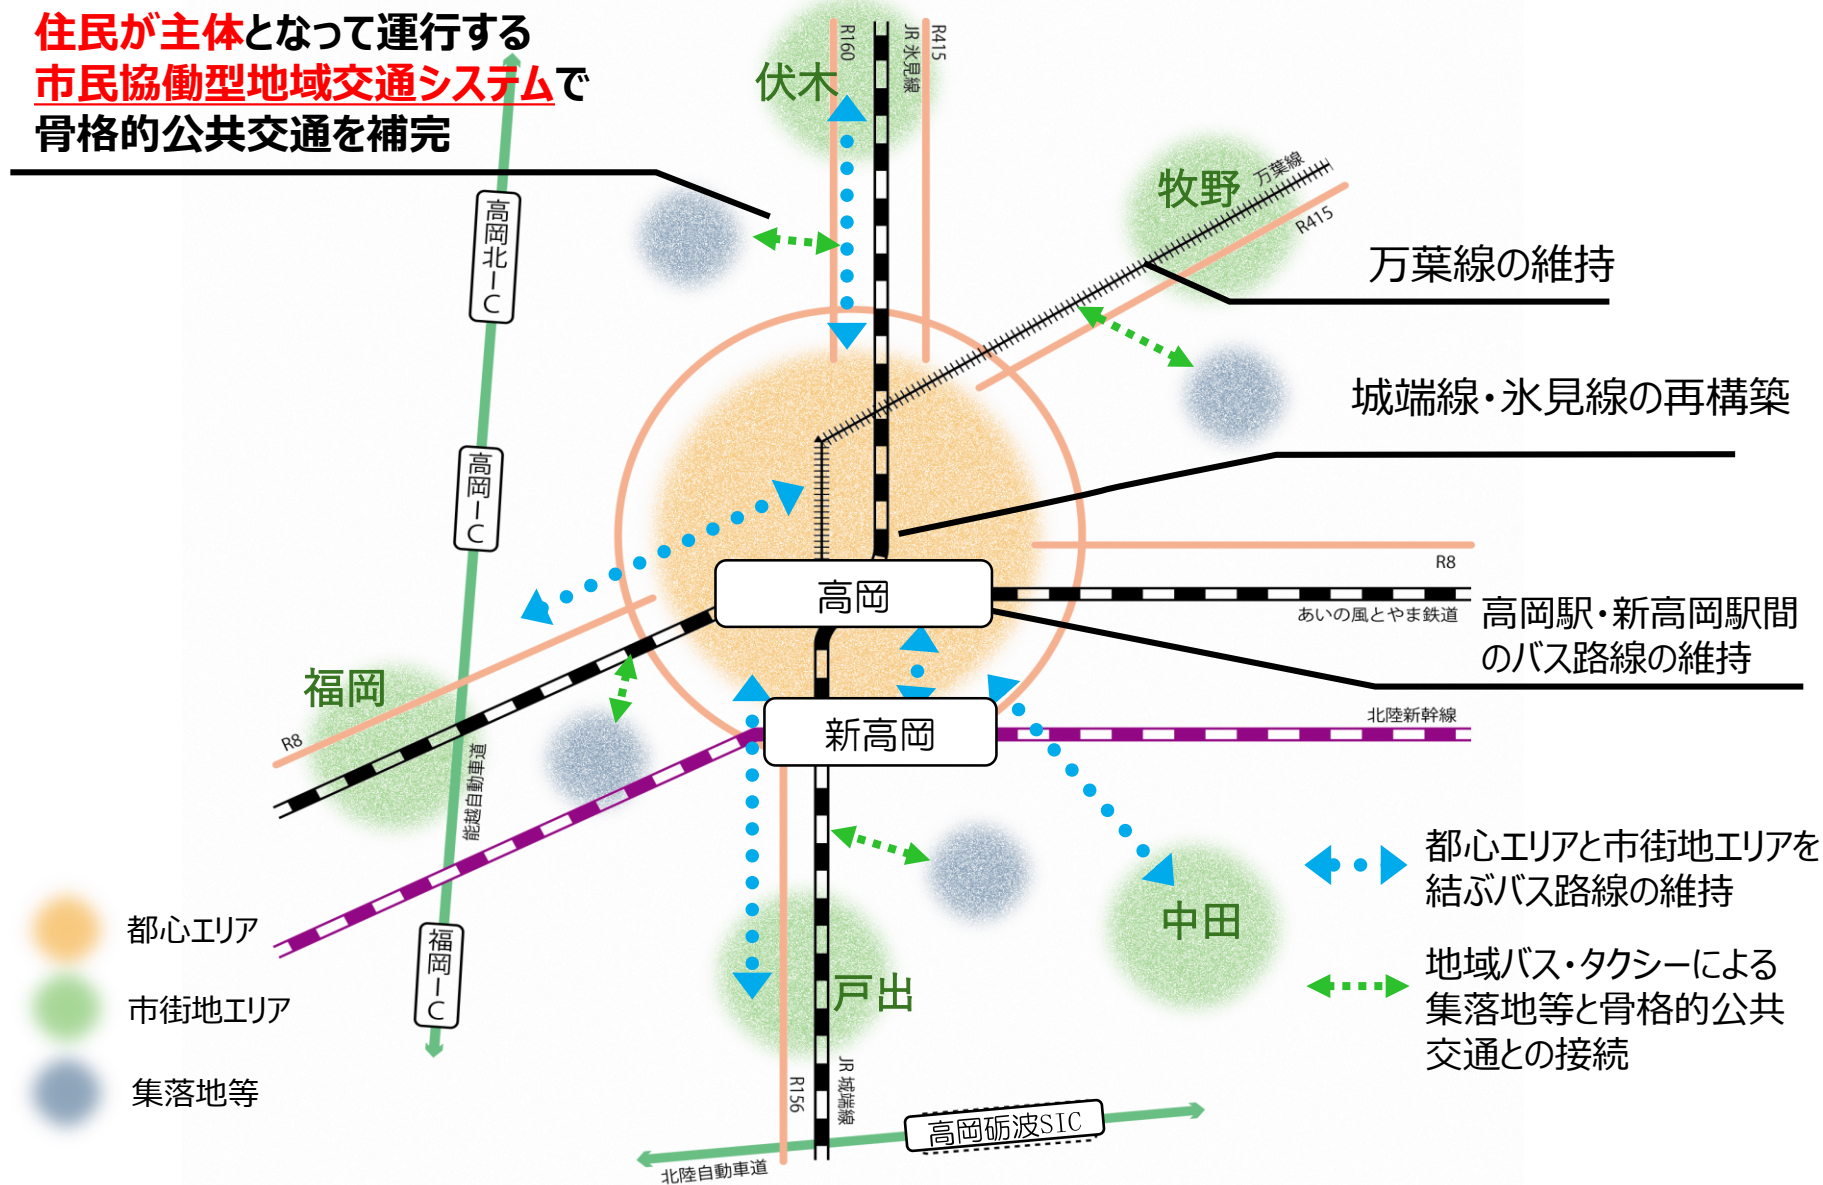 住民が主体となって運行する
市民協働型地域交通システムで
骨格的公共交通を補完
R160
JR 氷見線
R415
伏木
牧野
万葉線
R415
高岡北IC
万葉線の維持
城端線・氷見線の再構築
高岡IC
R8
高岡
あいの風とやま鉄道
高岡駅・新高岡駅間
のバス路線の維持
福岡
R8
新高岡
北陸新幹線
能越自動車道
都心エリアと市街地エリアを
結ぶバス路線の維持
福岡IC
中田
戸出
地域バス・タクシーによる
集落地等と骨格的公共
交通との接続
都心エリア
市街地エリア
集落地等
R156
JR 城端線
高岡砺波SIC
北陸自動車道